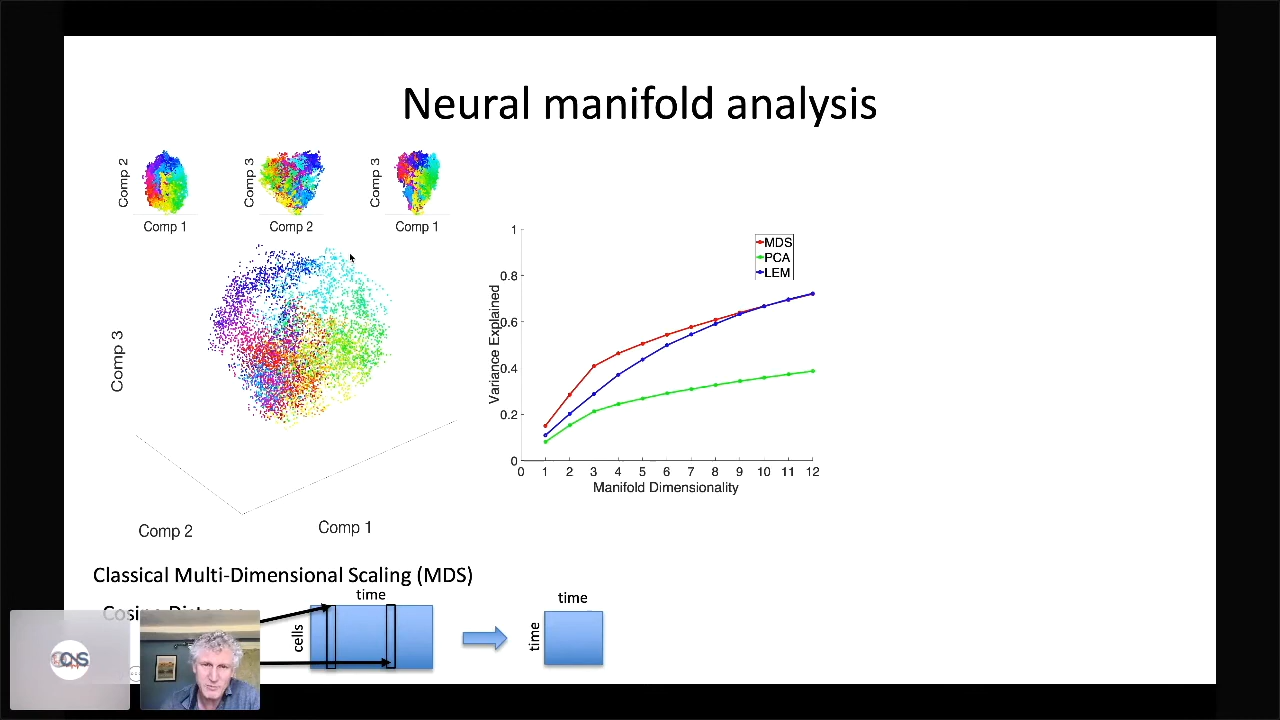 Neural manifold analysis
Comp 2
Comp 1
Comp 3
Comp 2
Comp 3
Comp 1
Comp 3
Comp 2
Comp 1
Variance Explained
1
0.8
0.6
0.4
0.2
0
0 1 2 3 4 5 6 7 8 9 10 11 12
Manifold Dimensionality
MDS
PCA
LEM
Classical Multi-Dimensional Scaling (MDS)
time
cells
time
time